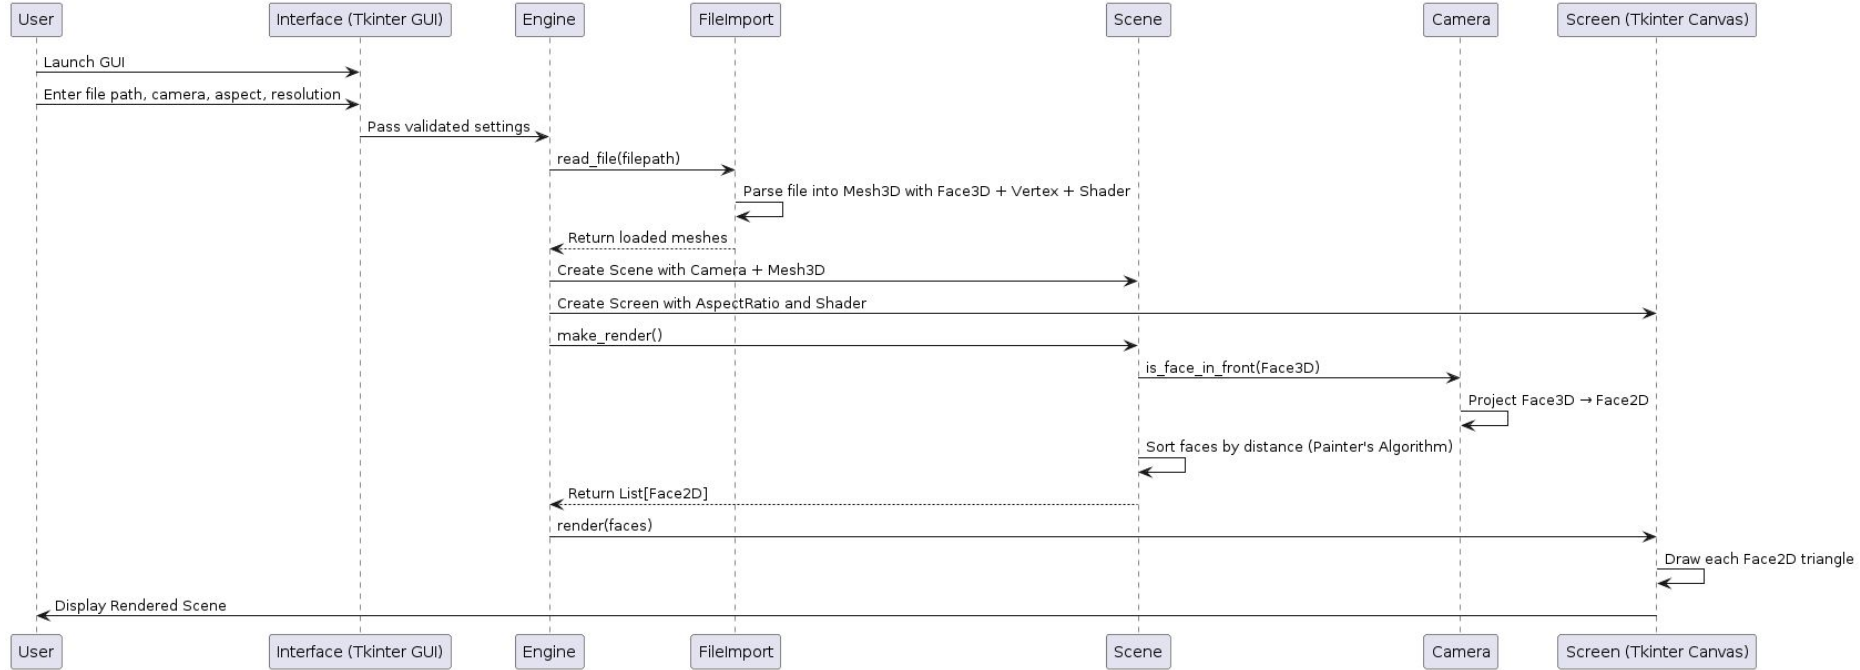 User
Interface (Tkinter GUI)
Engine
FileImport
Scene
Camera
Screen (Tkinter Canvas)
Launch GUI
Enter file path, camera, aspect, resolution
Pass validated settings
read_file(filepath)
Parse file into Mesh3D with Face3D + Vertex + Shader
Return loaded meshes
Create Scene with Camera + Mesh3D
Create Screen with AspectRatio and Shader
make_render()
is_face_in_front(Face3D)
Project Face3D → Face2D
Sort faces by distance (Painter's Algorithm)
Return List[Face2D]
render(faces)
Draw each Face2D triangle
Display Rendered Scene
User
Interface (Tkinter GUI)
Engine
FileImport
Scene
Camera
Screen (Tkinter Canvas)